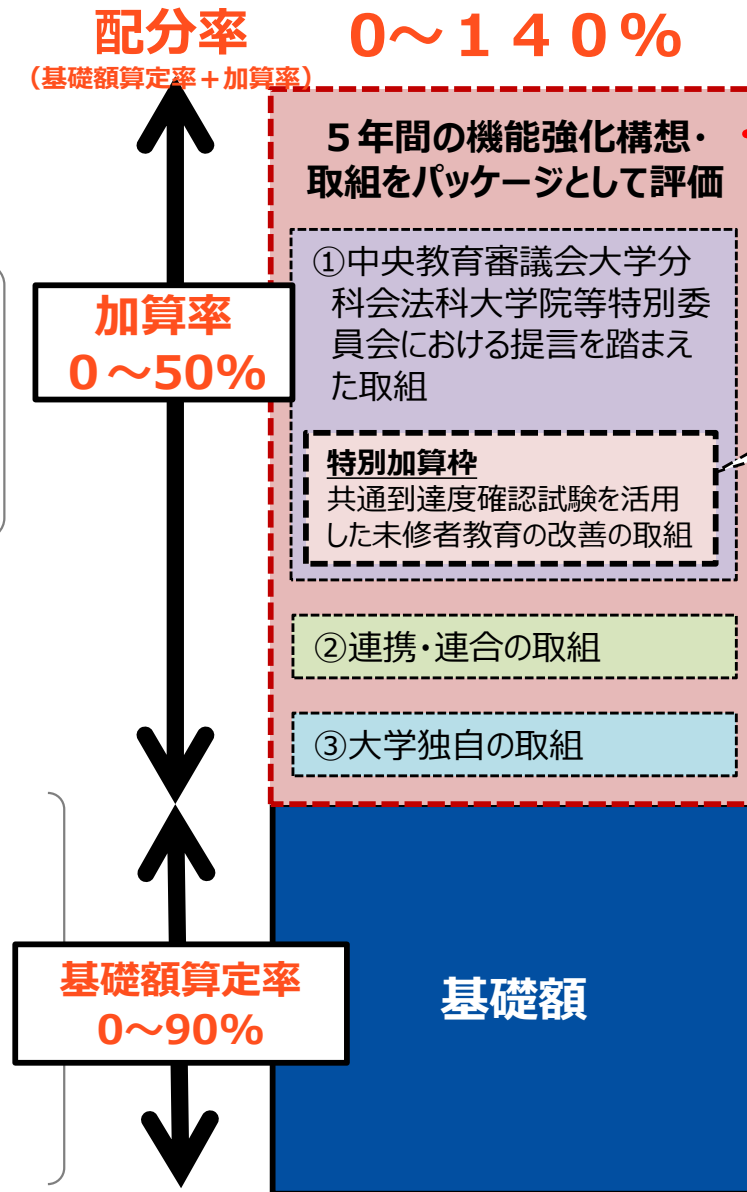 配分率 0～１４０%
（基礎額算定率＋加算率）
５年間の機能強化構想・
取組をパッケージとして評価
①中央教育審議会大学分
科会法科大学院等特別委
員会における提言を踏まえ
た取組
加算率
０～50%
特別加算枠
共通到達度確認試験を活用
した未修者教育の改善の取組
②連携・連合の取組
③大学独自の取組
基礎額算定率
0～90%
基礎額